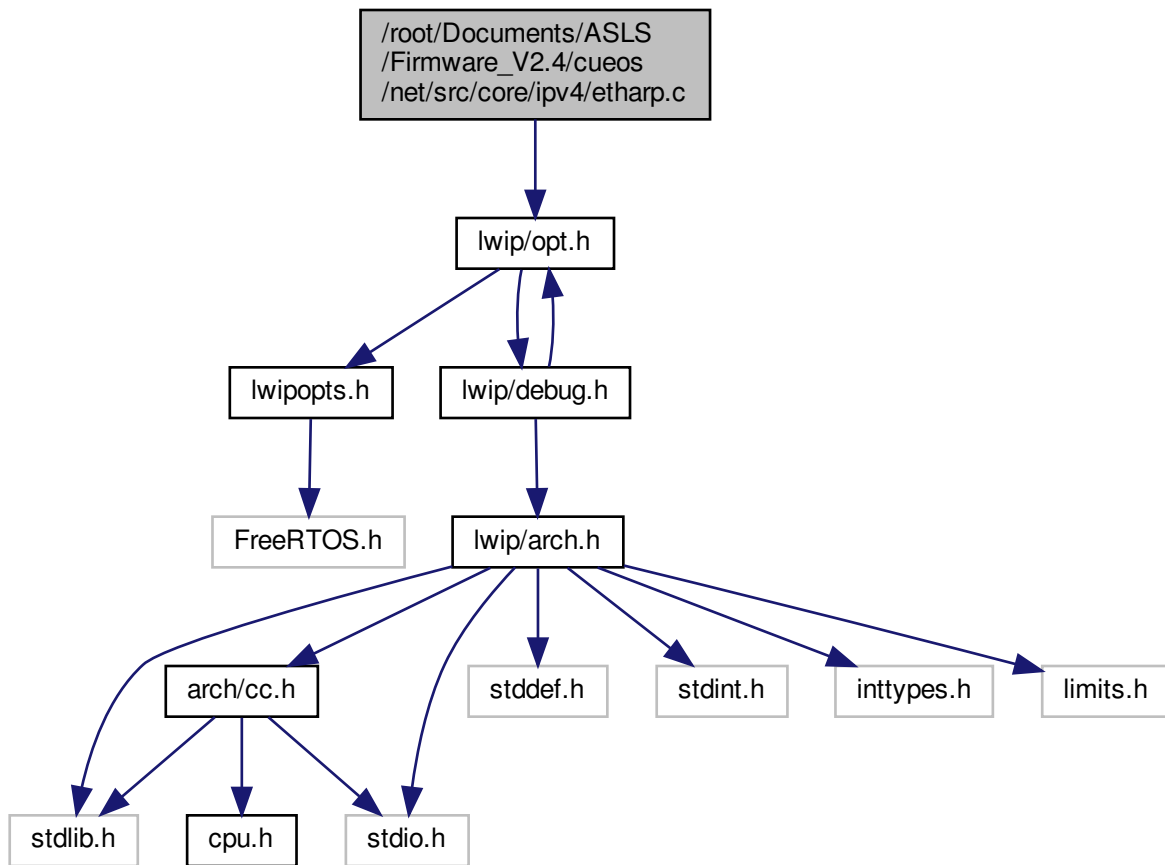 /root/Documents/ASLS
/Firmware_V2.4/cueos
/net/src/core/ipv4/etharp.c
lwip/opt.h
lwipopts.h
lwip/debug.h
FreeRTOS.h
lwip/arch.h
arch/cc.h
stddef.h
stdint.h
inttypes.h
limits.h
stdlib.h
cpu.h
stdio.h